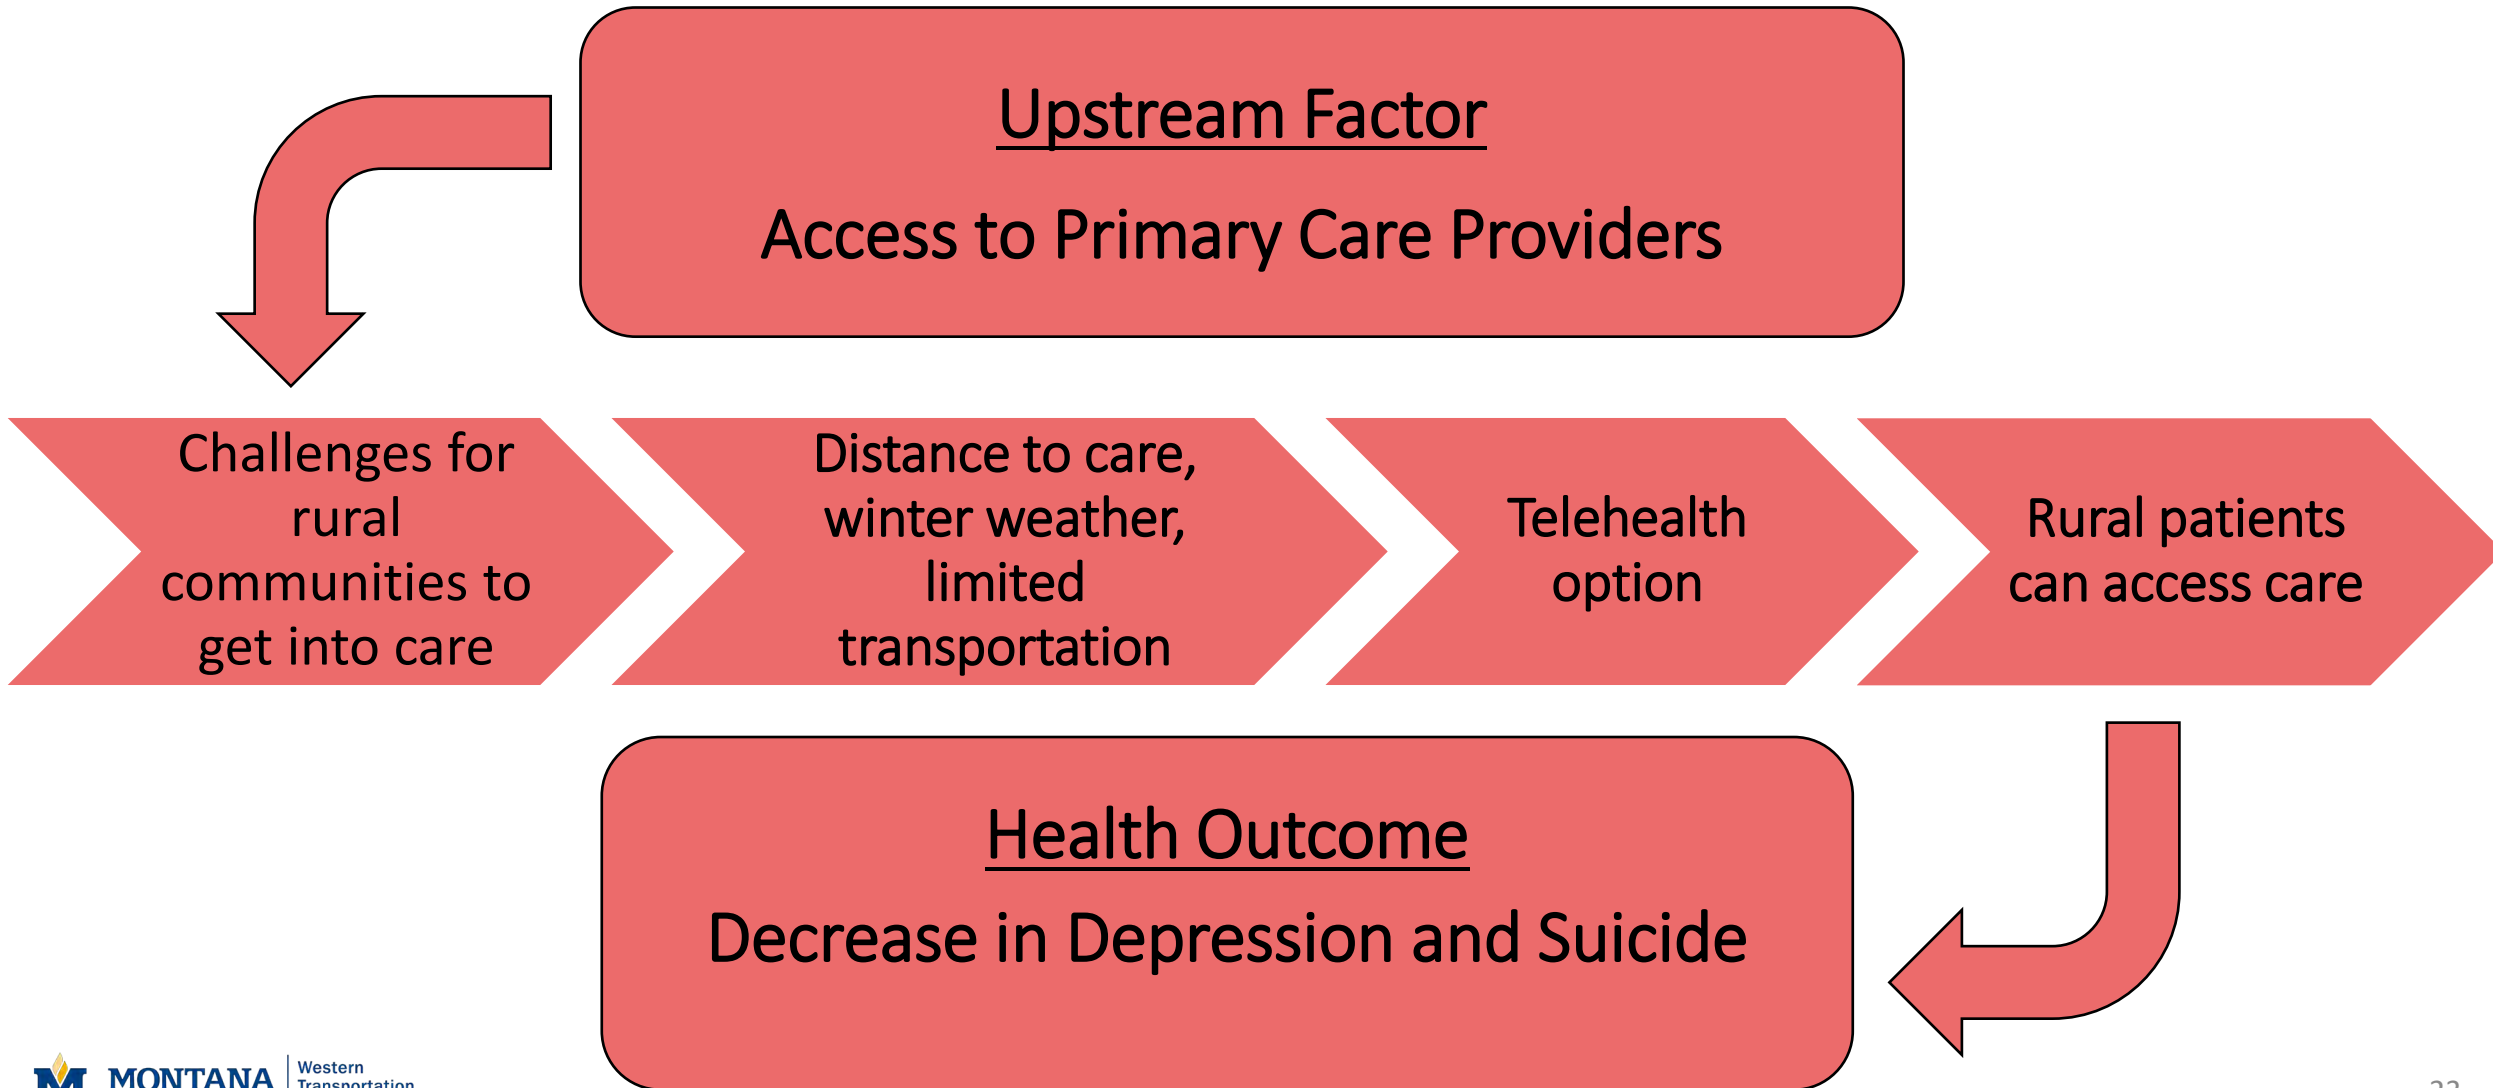 Upstream Factor
Access to Primary Care Providers
Challenges for
rural
communities to
get into care
Distance to care,
winter weather,
limited
transportation
Telehealth
option
Rural patients
can access care
Health Outcome
Decrease in Depression and Suicide
MONTANA
Western
Transportation